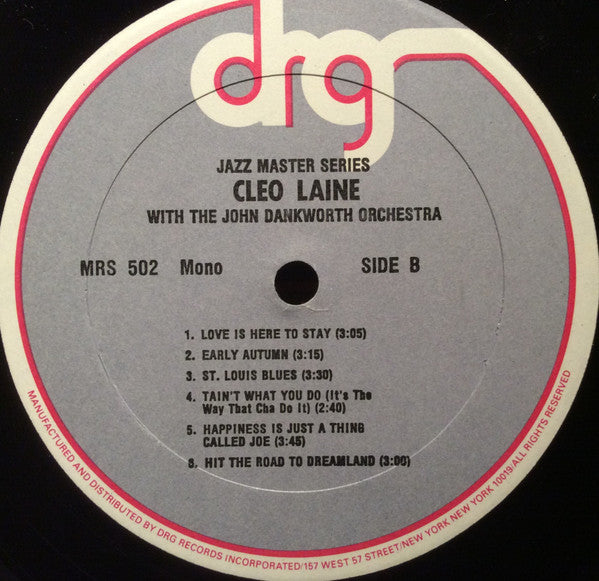 drg
JAZZ MASTER SERIES
CLEO LAINE
WITH THE JOHN DANKWORTH ORCHESTRA
MRS 502 Mono SIDE B
1. LOVE IS HERE TO STAY (3:05)
2. EARLY AUTUMN (3:15)
3. ST. LOUIS BLUES (3:30)
4. TAIN'T WHAT YOU DO (It's The
Way That Cha Do It) (2:40)
5. HAPPINESS IS JUST A THING
CALLED JOE (3:45)
6. HIT THE ROAD TO DREAMLAND (3:00)
MANUFACTURED AND DISTRIBUTED BY DRG RECORDS INCORPORATED/157 WEST 57 STREET/NEW YORK, NEW YORK 10019/ALL RIGHTS RESERVED